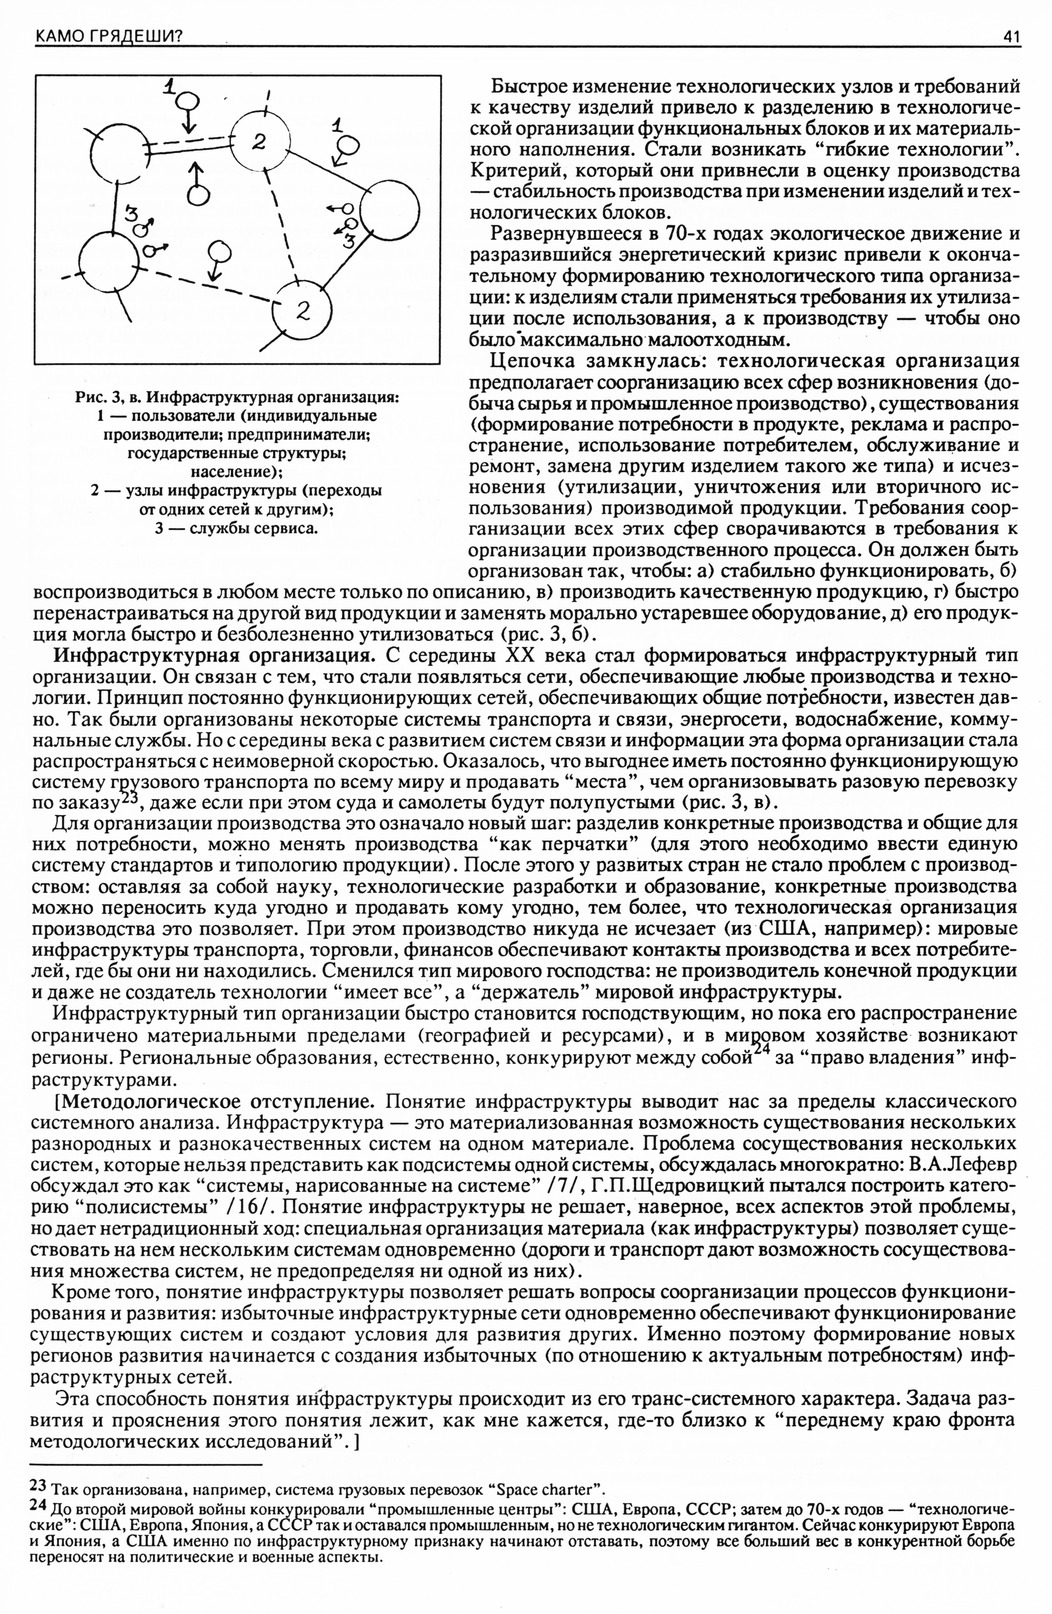 КАМО ГРЯДЕШИ?
41
1
2
1
3
3
2
Рис. 3, в. Инфраструктурная организация:
1 — пользователи (индивидуальные
производители; предприниматели;
государственные структуры;
население);
2 — узлы инфраструктуры (переходы
от одних сетей к другим);
3 — службы сервиса.
Быстрое изменение технологических узлов и требований
к качеству изделий привело к разделению в технологиче-
ской организации функциональных блоков и их материаль-
ного наполнения. Стали возникать “гибкие технологии”.
Критерий, который они привнесли в оценку производства
— стабильность производства при изменении изделий и тех-
нологических блоков.
Развернувшееся в 70-х годах экологическое движение и
разразившийся энергетический кризис привели к оконча-
тельному формированию технологического типа организа-
ции: к изделиям стали применяться требования их утилиза-
ции после использования, а к производству — чтобы оно
было максимально малоотходным.
Цепочка замкнулась: технологическая организация
предполагает соорганизацию всех сфер возникновения (до-
быча сырья и промышленное производство), существования
(формирование потребности в продукте, реклама и распро-
странение, использование потребителем, обслуживание и
ремонт, замена другим изделием такого же типа) и исчез-
новения (утилизации, уничтожения или вторичного ис-
пользования) производимой продукции. Требования соор-
ганизации всех этих сфер сворачиваются в требования к
организации производственного процесса. Он должен быть
организован так, чтобы: а) стабильно функционировать, б)
воспроизводиться в любом месте только по описанию, в) производить качественную продукцию, г) быстро
перенастраиваться на другой вид продукции и заменять морально устаревшее оборудование, д) его продук-
ция могла быстро и безболезненно утилизоваться (рис. 3, б).
Инфраструктурная организация. С середины XX века стал формироваться инфраструктурный тип
организации. Он связан с тем, что стали появляться сети, обеспечивающие любые производства и техно-
логии. Принцип постоянно функционирующих сетей, обеспечивающих общие потребности, известен дав-
но. Так были организованы некоторые системы транспорта и связи, энергосети, водоснабжение, комму-
нальные службы. Но с середины века с развитием систем связи и информации эта форма организации стала
распространяться с неимоверной скоростью. Оказалось, что выгоднее иметь постоянно функционирующую
систему грузового транспорта по всему миру и продавать “места”, чем организовывать разовую перевозку
по заказу23, даже если при этом суда и самолеты будут полупустыми (рис. 3, в).
Для организации производства это означало новый шаг: разделив конкретные производства и общие для
них потребности, можно менять производства “как перчатки” (для этого необходимо ввести единую
систему стандартов и типологию продукции). После этого у развитых стран не стало проблем с производ-
ством: оставляя за собой науку, технологические разработки и образование, конкретные производства
можно переносить куда угодно и продавать кому угодно, тем более, что технологическая организация
производства это позволяет. При этом производство никуда не исчезает (из США, например): мировые
инфраструктуры транспорта, торговли, финансов обеспечивают контакты производства и всех потребите-
лей, где бы они ни находились. Сменился тип мирового господства: не производитель конечной продукции
и даже не создатель технологии “имеет все”, а “держатель” мировой инфраструктуры.
Инфраструктурный тип организации быстро становится господствующим, но пока его распространение
ограничено материальными пределами (географией и ресурсами), и в мировом хозяйстве возникают
регионы. Региональные образования, естественно, конкурируют между собой24 за “право владения” инф-
раструктурами.
[Методологическое отступление. Понятие инфраструктуры выводит нас за пределы классического
системного анализа. Инфраструктура — это материализованная возможность существования нескольких
разнородных и разнокачественных систем на одном материале. Проблема сосуществования нескольких
систем, которые нельзя представить как подсистемы одной системы, обсуждалась многократно: В.А.Лефевр
обсуждал это как “системы, нарисованные на системе” /7/, Г.П.Щедровицкий пытался построить катего-
рию “полисистемы” /16/. Понятие инфраструктуры не решает, наверное, всех аспектов этой проблемы,
но дает нетрадиционный ход: специальная организация материала (как инфраструктуры) позволяет суще-
ствовать на нем нескольким системам одновременно (дороги и транспорт дают возможность сосуществова-
ния множества систем, не предопределяя ни одной из них).
Кроме того, понятие инфраструктуры позволяет решать вопросы соорганизации процессов функциони-
рования и развития: избыточные инфраструктурные сети одновременно обеспечивают функционирование
существующих систем и создают условия для развития других. Именно поэтому формирование новых
регионов развития начинается с создания избыточных (по отношению к актуальным потребностям) инф-
раструктурных сетей.
Эта способность понятия инфраструктуры происходит из его транс-системного характера. Задача раз-
вития и прояснения этого понятия лежит, как мне кажется, где-то близко к “переднему краю фронта
методологических исследований”.]
23 Так организована, например, система грузовых перевозок “Space charter”.
24 До второй мировой войны конкурировали “промышленные центры”: США, Европа, СССР; затем до 70-х годов — “технологиче-
ские”: США, Европа, Япония, а СССР так и оставался промышленным, но не технологическим гигантом. Сейчас конкурируют Европа
и Япония, а США именно по инфраструктурному признаку начинают отставать, поэтому все больший вес в конкурентной борьбе
переносят на политические и военные аспекты.